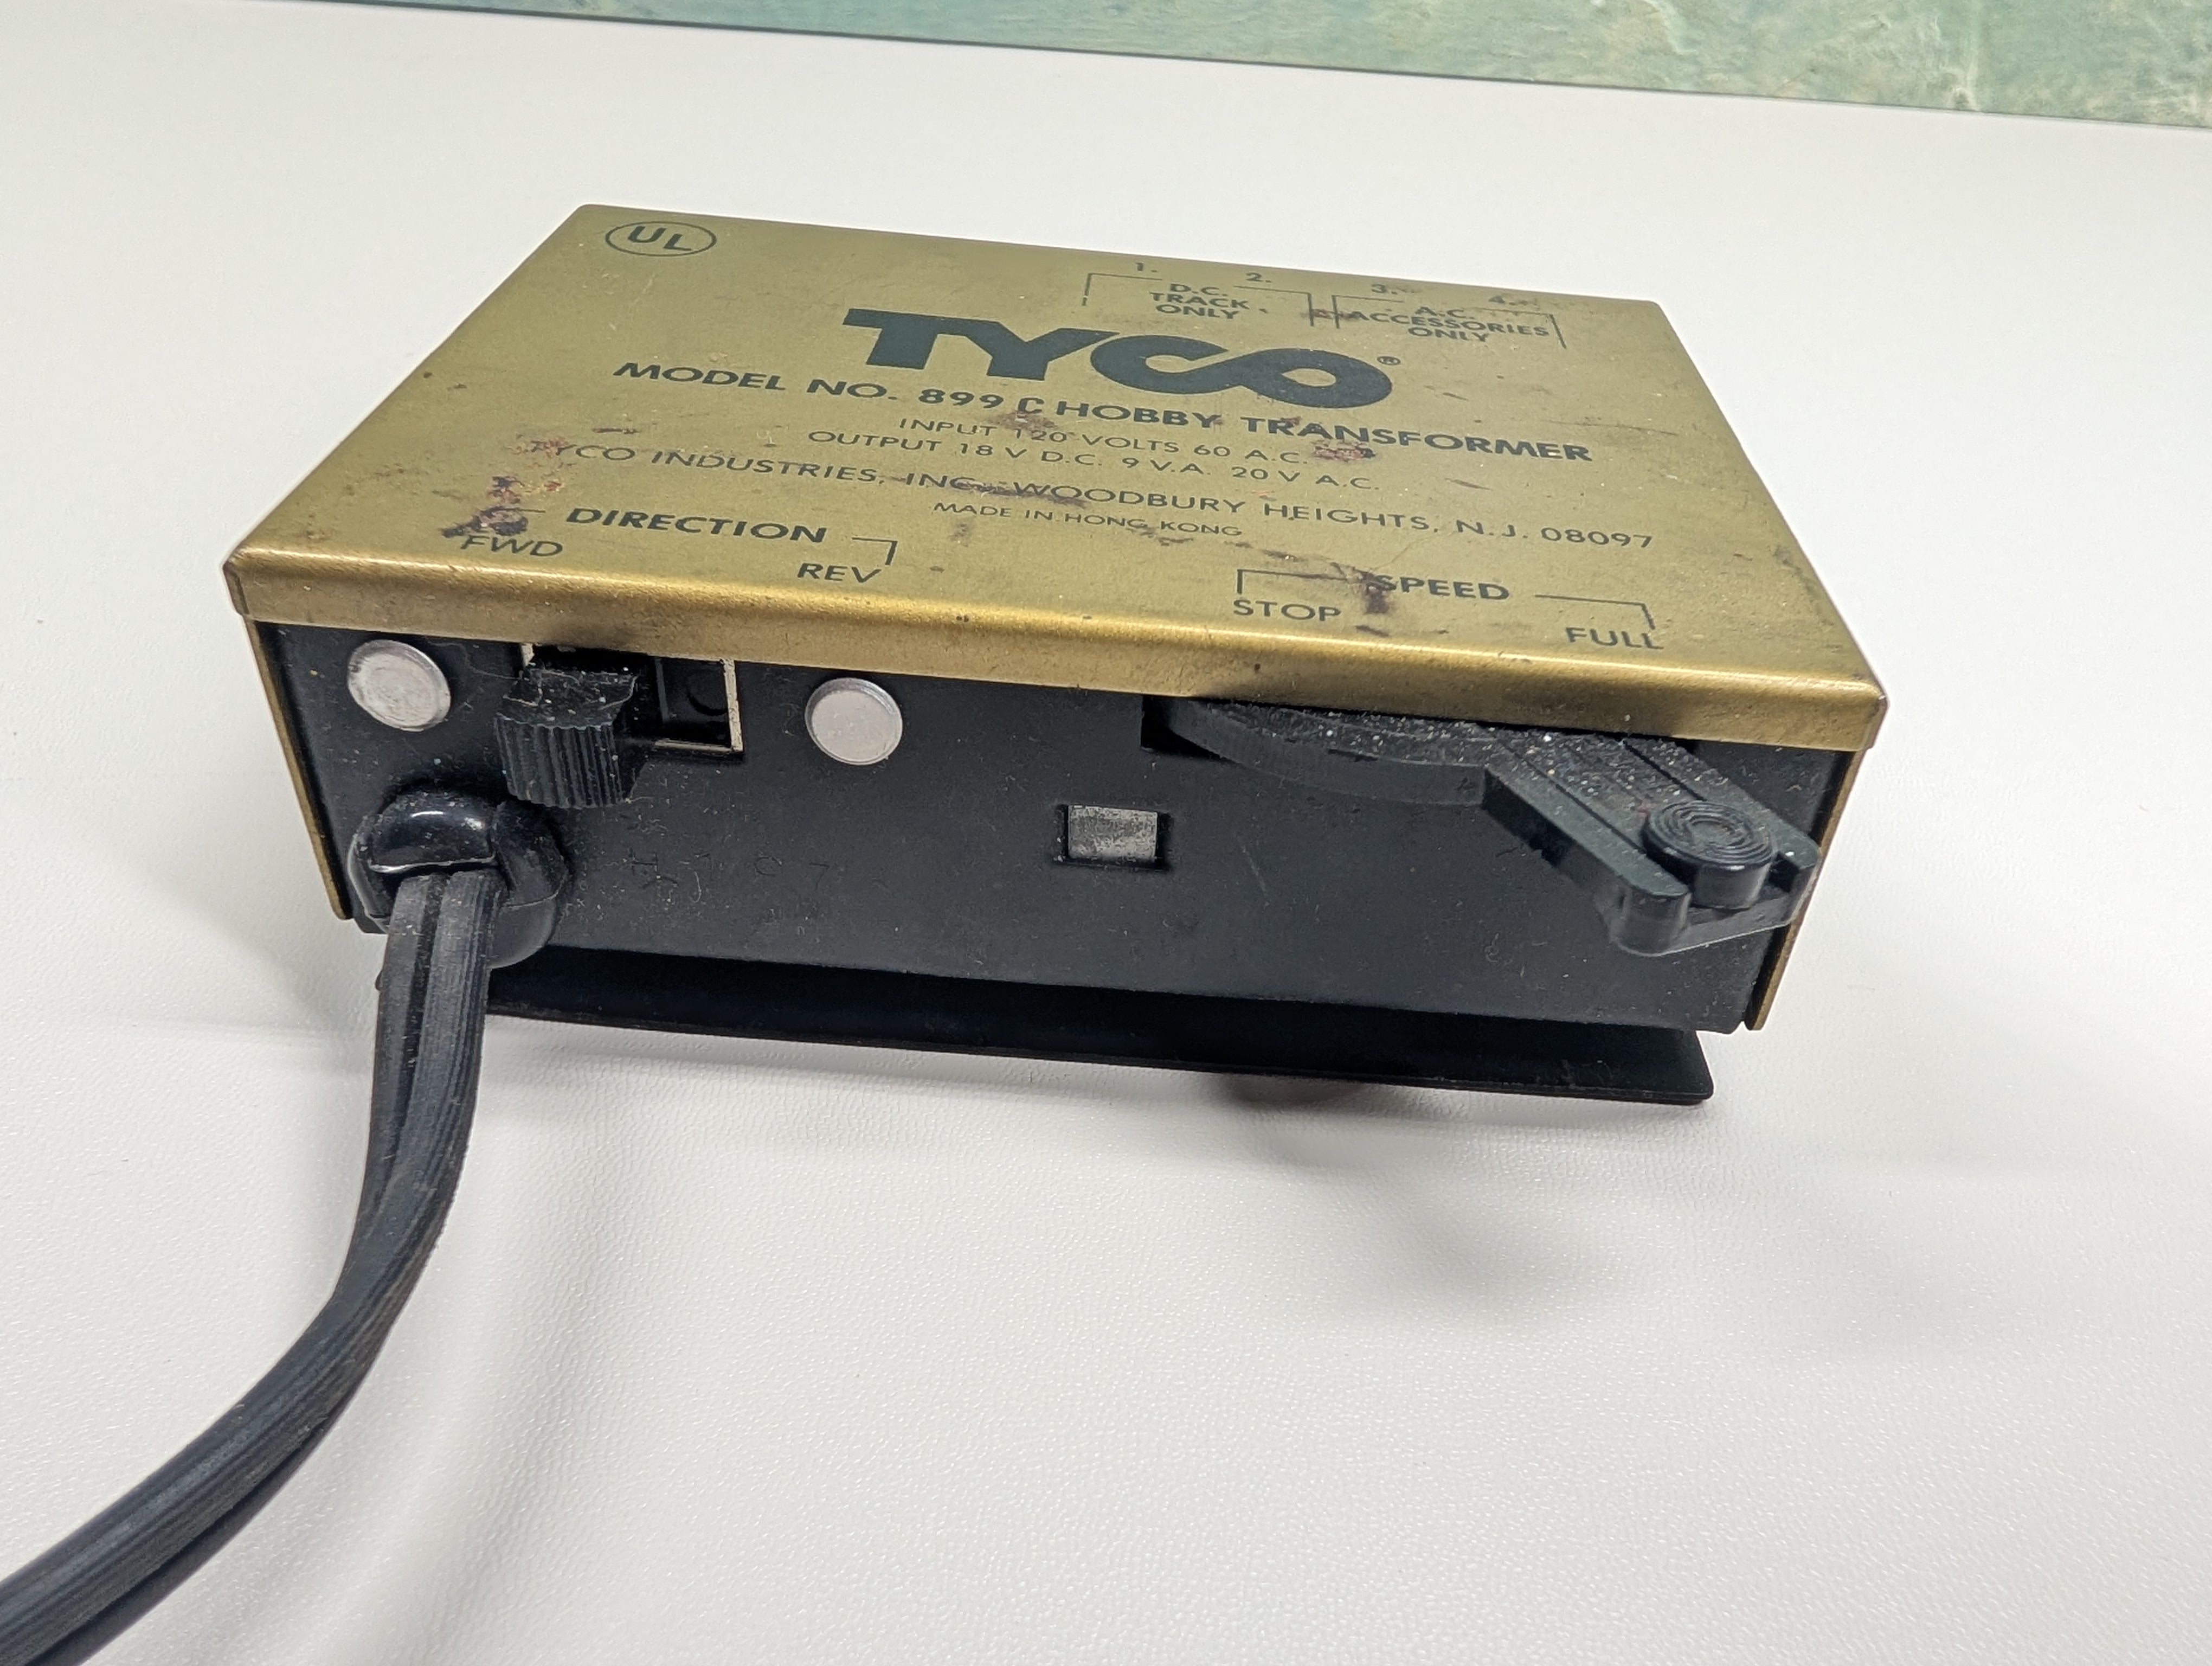 UL
1. 2. 3. 4.
D.C. A.C.
TRACK ACCESSORIES
ONLY ONLY
TYCO®
MODEL NO. 899 C HOBBY TRANSFORMER
INPUT 120 VOLTS 60 A.C.
OUTPUT 18 V D.C. 9 V.A. 20 V A.C.
TYCO INDUSTRIES, INC. WOODBURY HEIGHTS, N.J. 08097
MADE IN HONG KONG
DIRECTION
FWD REV
SPEED
STOP FULL